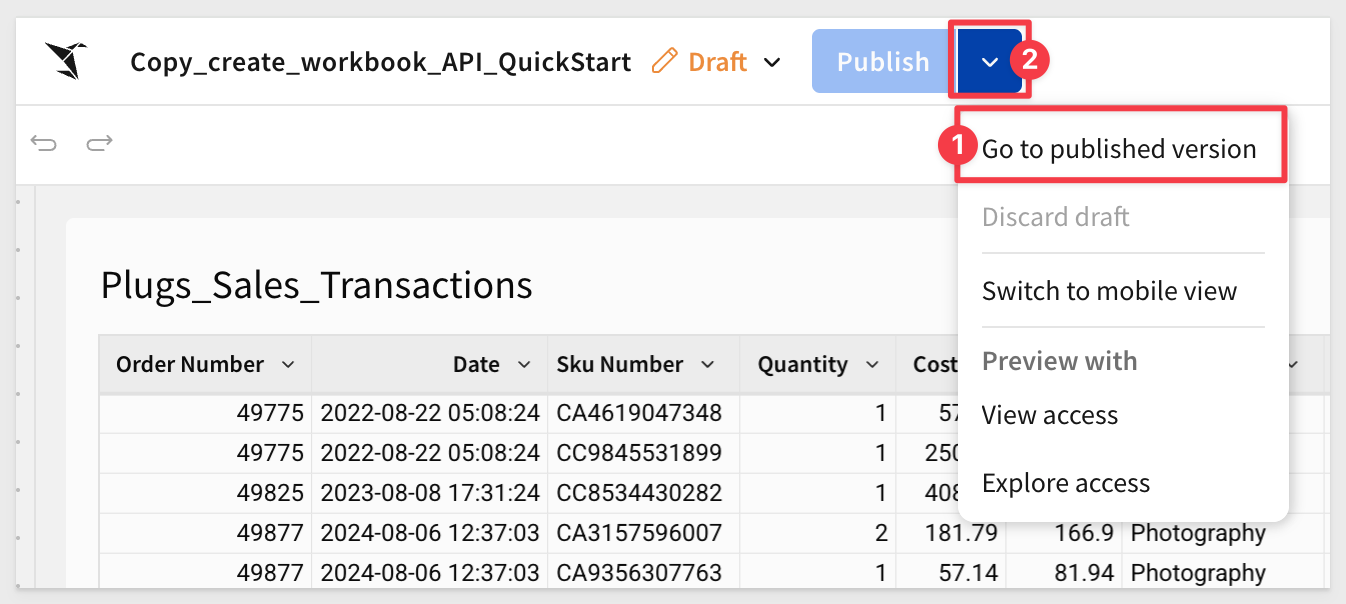 Copy_create_workbook_API_QuickStart Draft Publish 2
1 Go to published version
Discard draft
Switch to mobile view
Preview with
View access
Explore access
Plugs_Sales_Transactions
Order Number Date Sku Number Quantity Cost
49775 2022-08-22 05:08:24 CA4619047348 1 57
49775 2022-08-22 05:08:24 CC9845531899 1 250
49825 2023-08-08 17:31:24 CC8534430282 1 408
49877 2024-08-06 12:37:03 CA3157596007 2 181.79 166.9 Photography
49877 2024-08-06 12:37:03 CA9356307763 1 57.14 81.94 Photography